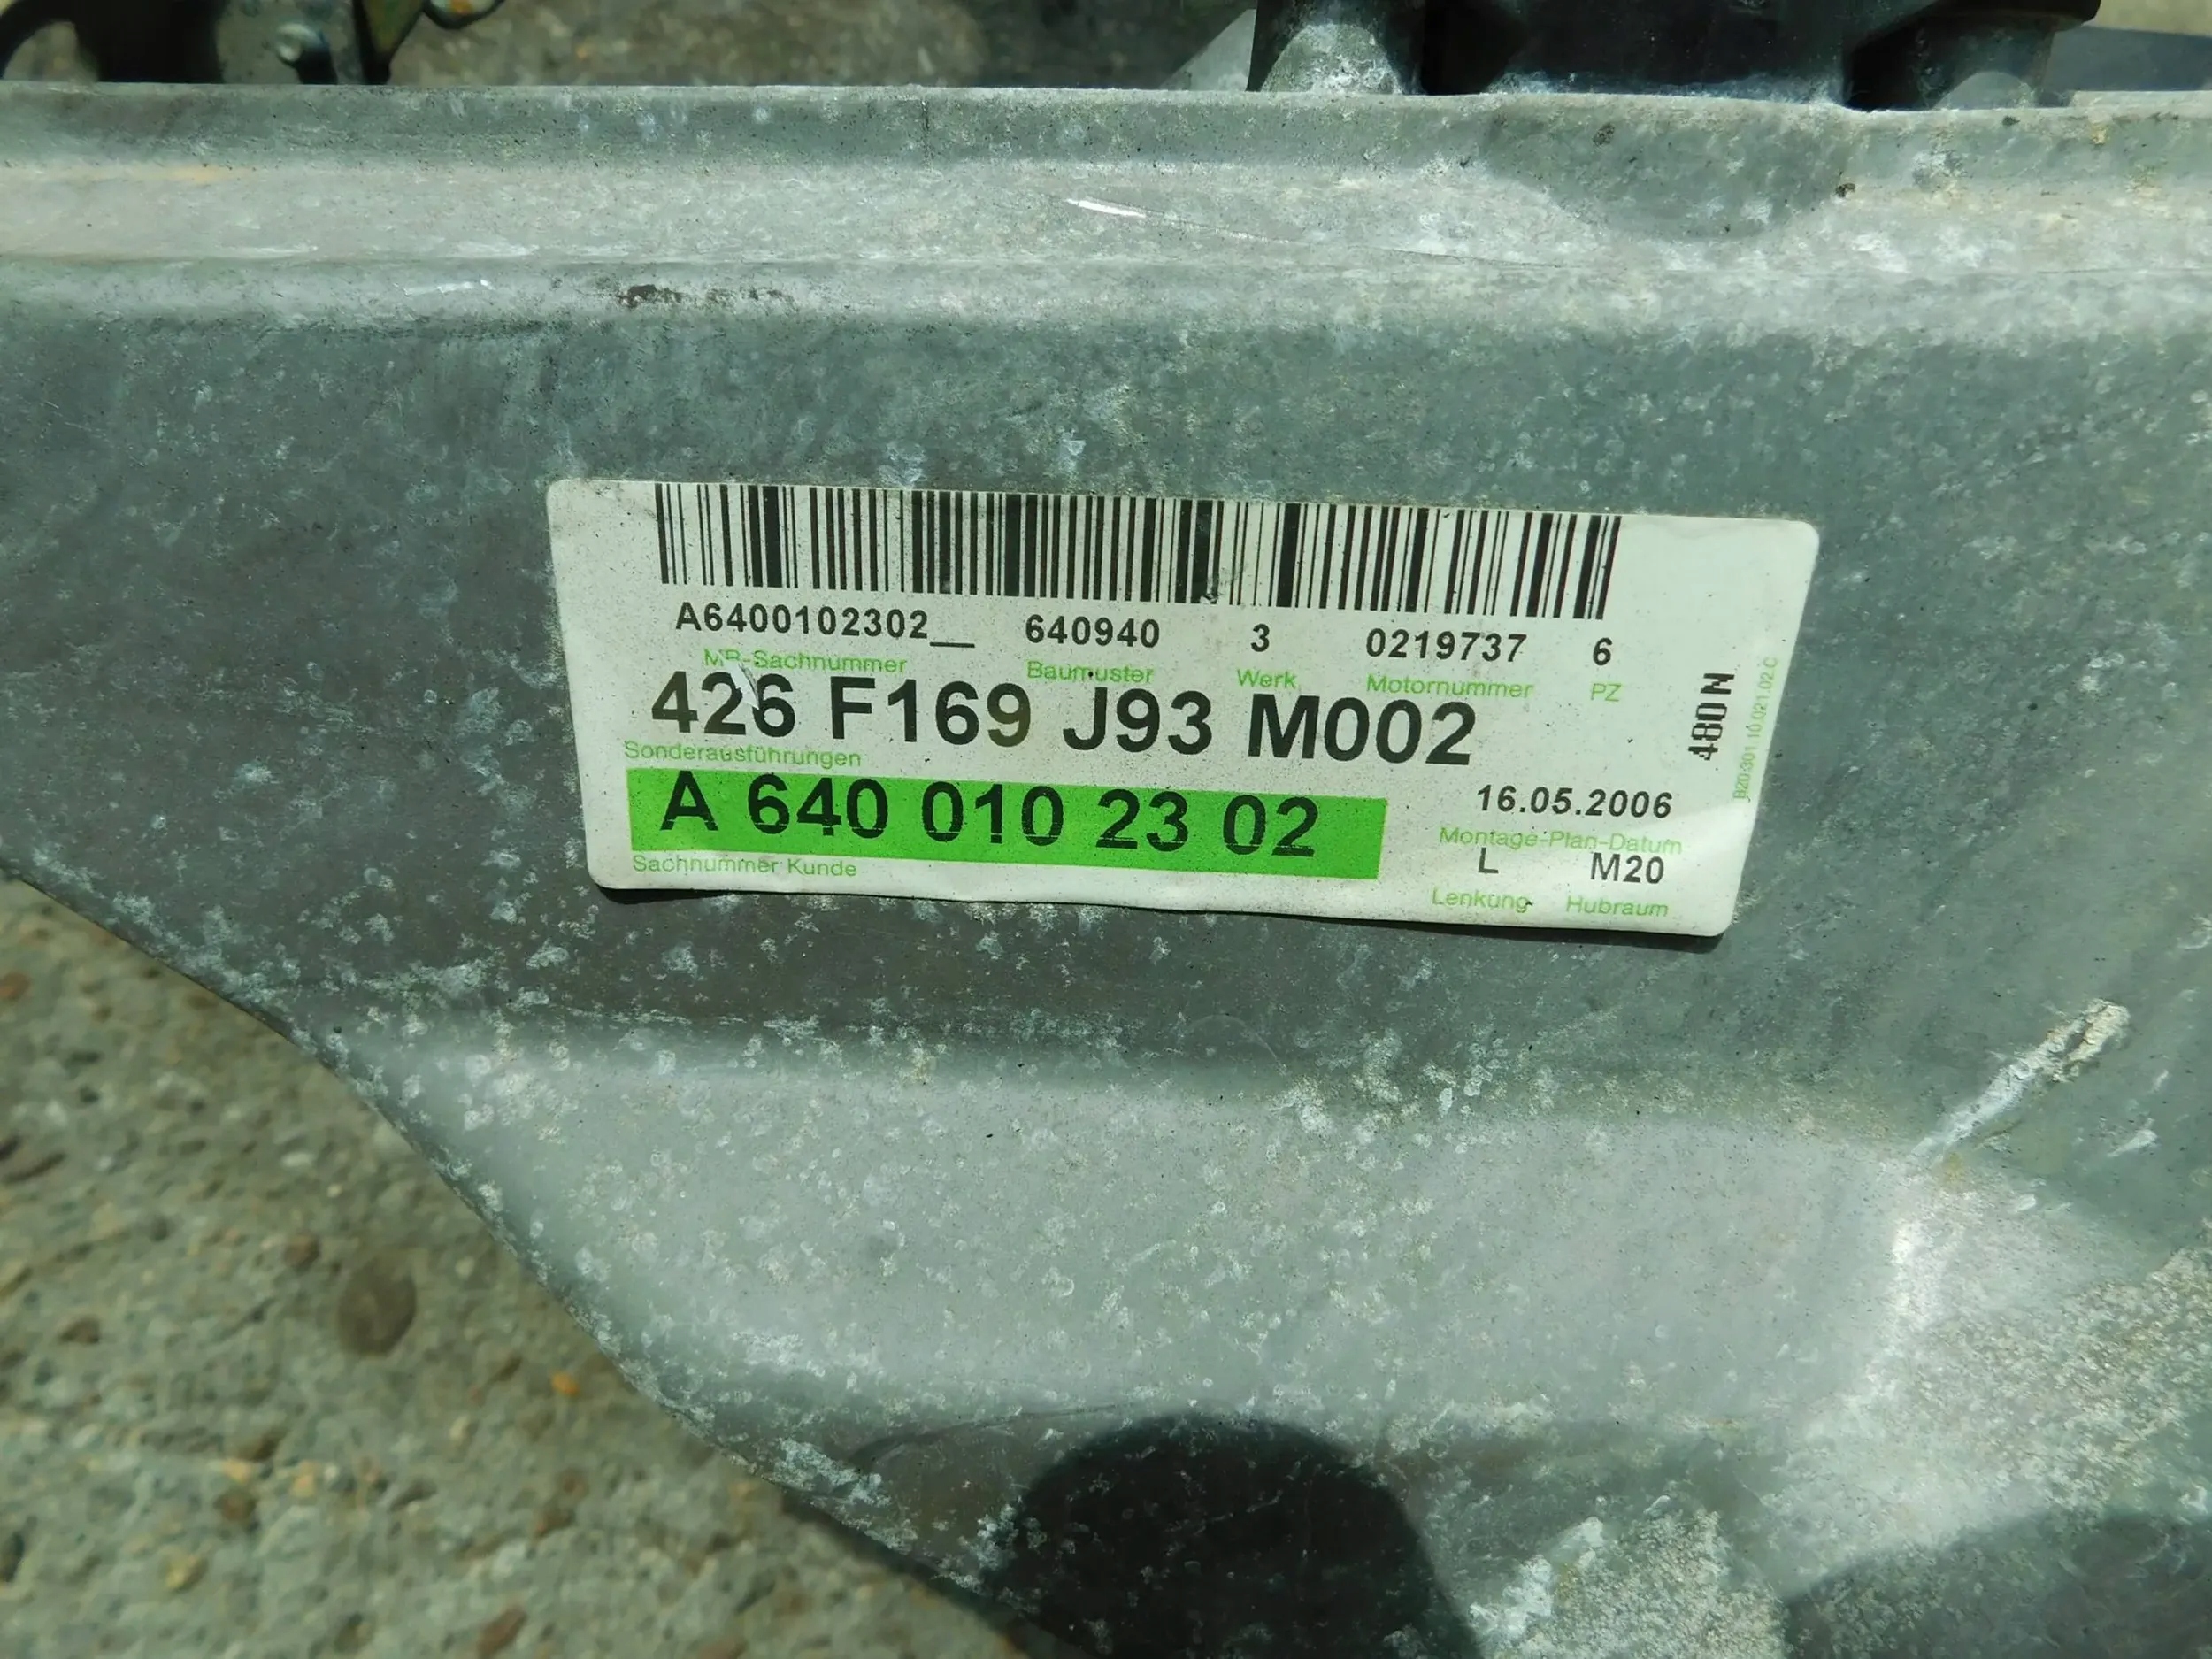 A6400102302__ 640940 3 0219737 6
MB-Sachnummer Baumuster Werk Motornummer PZ
426 F169 J93 M002
Sonderausführungen
A 640 010 23 02
Sachnummer Kunde
16.05.2006
Montage-Plan-Datum
L M20
Lenkung Hubraum
480 N